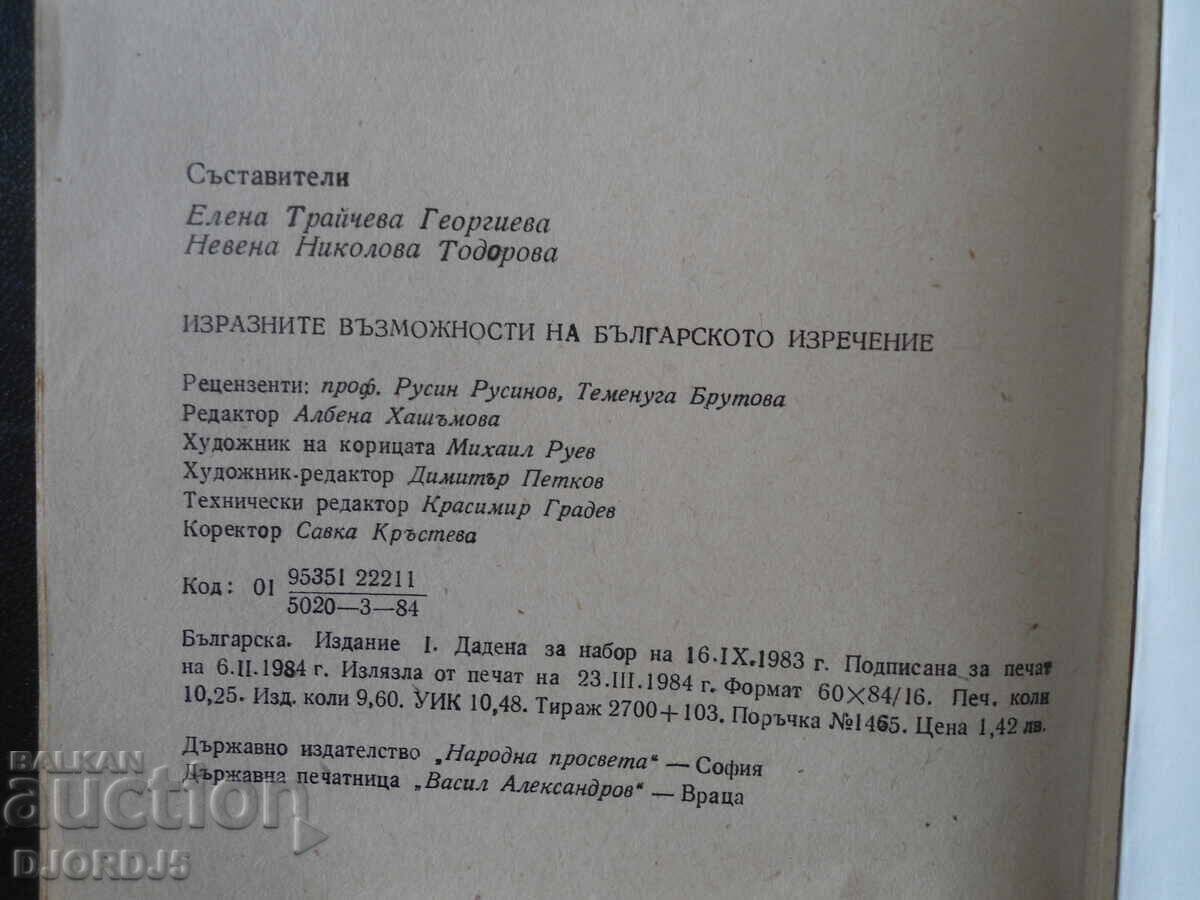 Съставители
Елена Трайчева Георгиева
Невена Николова Тодорова
ИЗРАЗНИТЕ ВЪЗМОЖНОСТИ НА БЪЛГАРСКОТО ИЗРЕЧЕНИЕ
Рецензенти: проф. Русин Русинов, Теменуга Брутова
Редактор Албена Хашъмова
Художник на корицата Михаил Руев
Художник-редактор Димитър Петков
Технически редактор Красимир Градев
Коректор Савка Кръстева
Код: 01 95351 22211
5020—3—84
Българска. Издание I. Дадена за набор на 16.IX.1983 г. Подписана за печат
на 6.II.1984 г. Излязла от печат на 23.III.1984 г. Формат 60×84/16. Печ. коли
10,25. Изд. коли 9,60. УИК 10,48. Тираж 2700+103. Поръчка №1465. Цена 1,42 лв.
Държавно издателство „Народна просвета“ — София
Държавна печатница „Васил Александров“ — Враца
BALKAN
auction
DJORDJ5